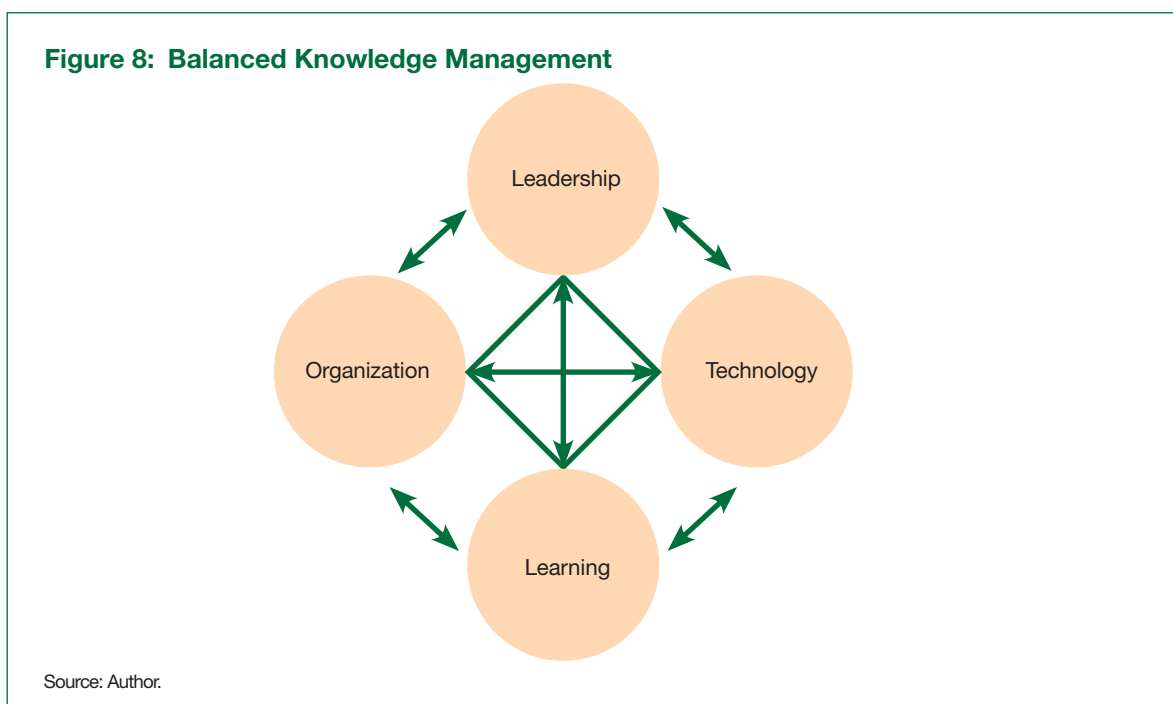 Figure 8: Balanced Knowledge Management
Leadership
Organization
Technology
Learning
Source: Author.